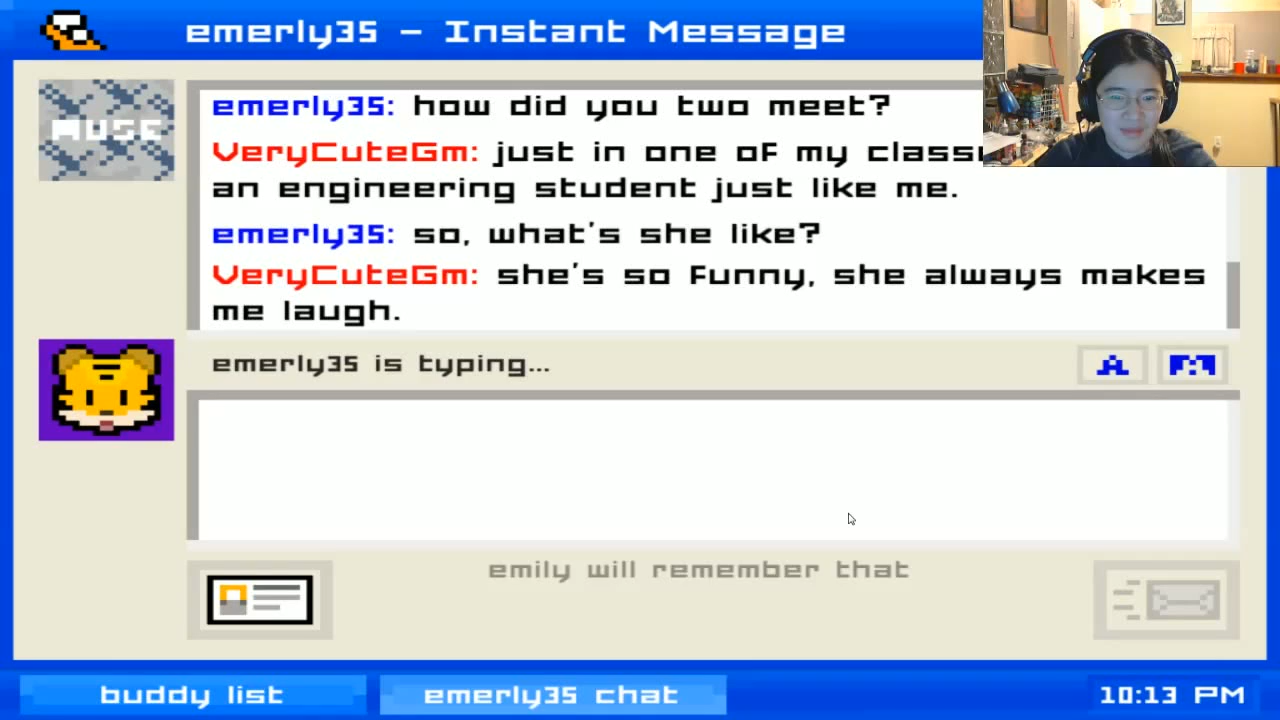 emerly35 - Instant Message
MUSE
emerly35: how did you two meet?
VeryCuteGm: just in one of my
an engineering student just like me.
emerly35: so, what's she like?
VeryCuteGm: she's so funny, she always makes
me laugh.
emerly35 is typing...
A
emily will remember that
buddy list
emerly35 chat
10:13 PM